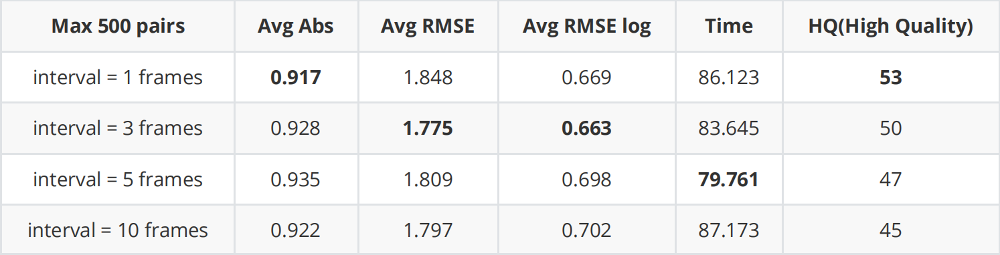 Max 500 pairs Avg Abs Avg RMSE Avg RMSE log Time HQ(High Quality)
interval = 1 frames 0.917 1.848 0.669 86.123 53
interval = 3 frames 0.928 1.775 0.663 83.645 50
interval = 5 frames 0.935 1.809 0.698 79.761 47
interval = 10 frames 0.922 1.797 0.702 87.173 45